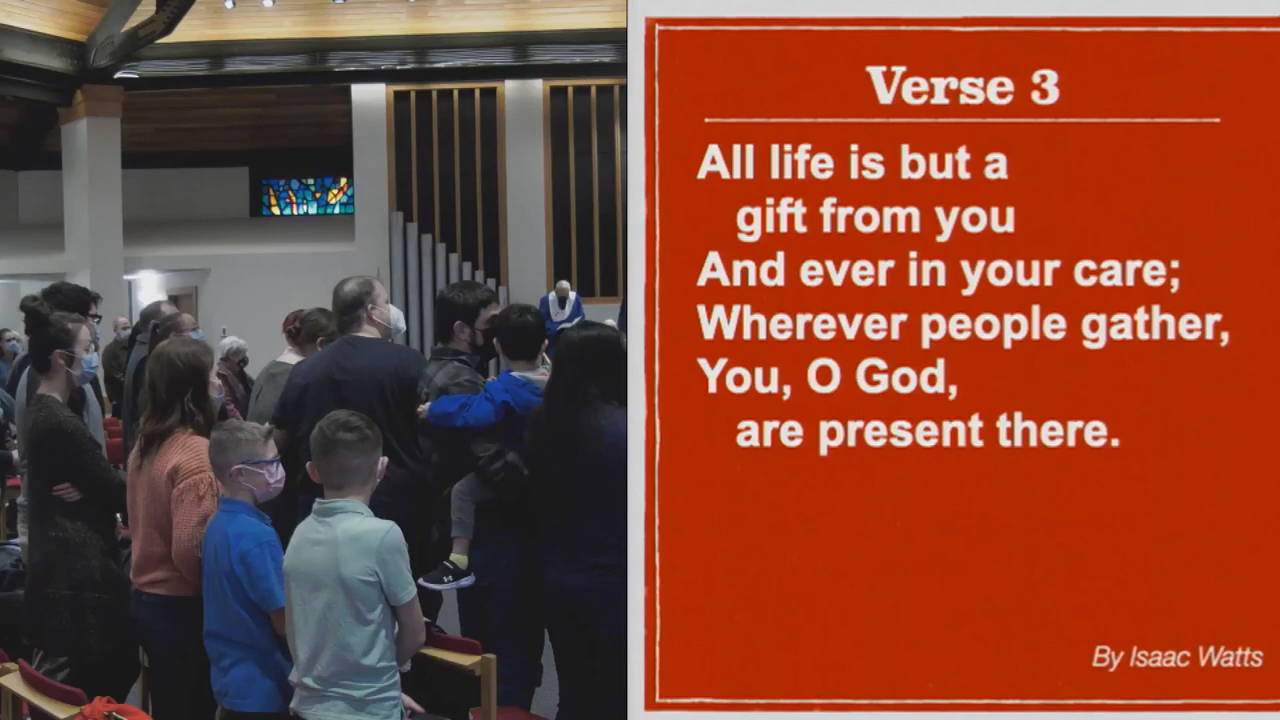 Verse 3
All life is but a
gift from you
And ever in your care;
Wherever people gather,
You, O God,
are present there.
By Isaac Watts